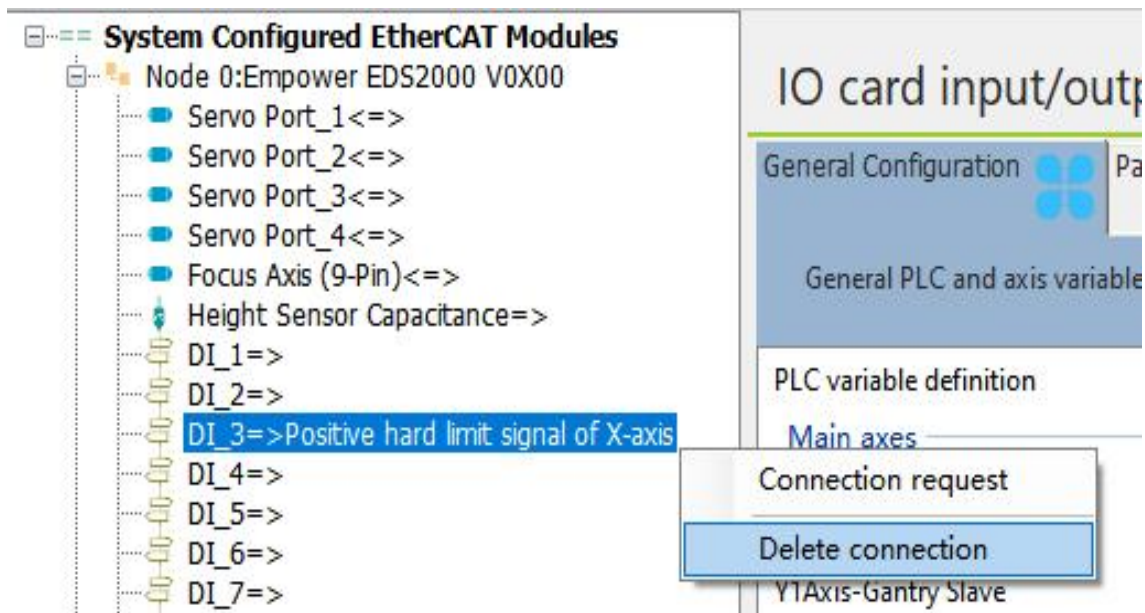 System Configured EtherCAT Modules
Node 0:Empower EDS2000 V0X00
Servo Port_1<=>
Servo Port_2<=>
Servo Port_3<=>
Servo Port_4<=>
Focus Axis (9-Pin)<=>
Height Sensor Capacitance=>
DI_1=>
DI_2=>
DI_3=>Positive hard limit signal of X-axis
DI_4=>
DI_5=>
DI_6=>
DI_7=>
IO card input/outp
General Configuration
Pa
General PLC and axis variable
PLC variable definition
Main axes
Connection request
Delete connection
Y1Axis-Gantry Slave